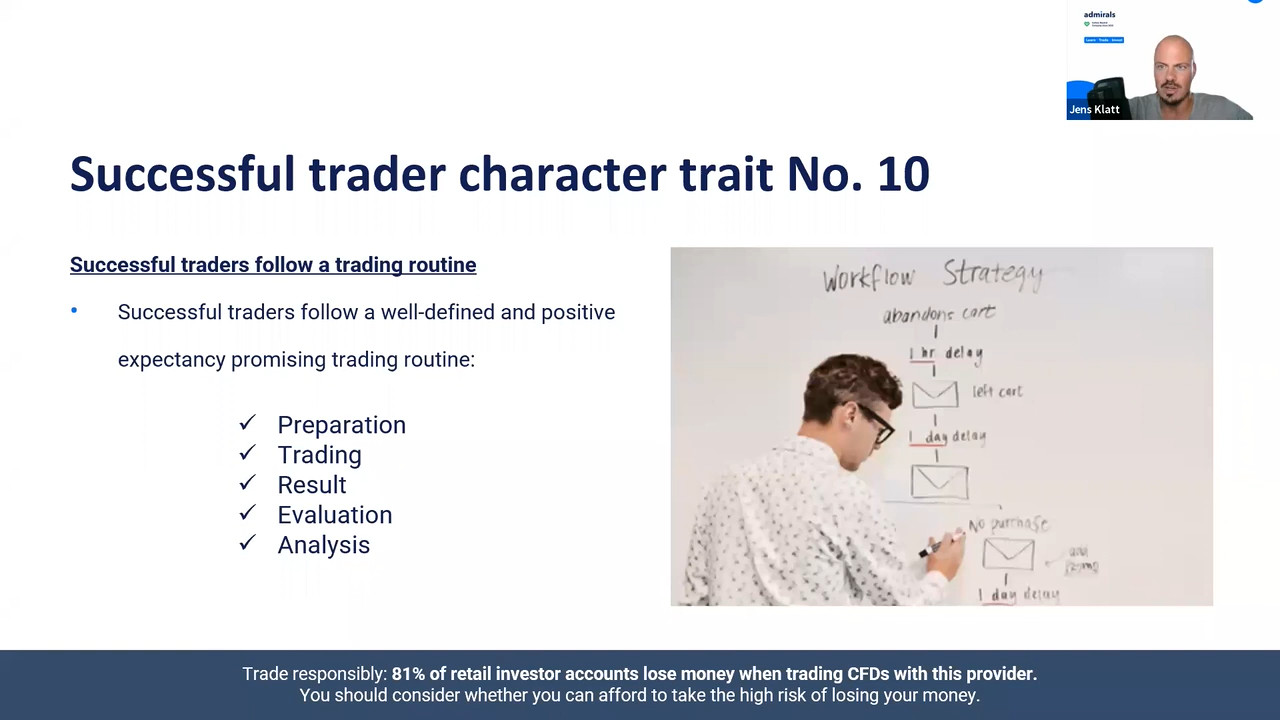 admirals
Jens Klatt
Successful trader character trait No. 10
Successful traders follow a trading routine
• Successful traders follow a well-defined and positive
expectancy promising trading routine:
✓ Preparation
✓ Trading
✓ Result
✓ Evaluation
✓ Analysis
Workflow Strategy
abandons cart
1 hr delay
left cart
1 day delay
No purchase
1 day delay
Trade responsibly: 81% of retail investor accounts lose money when trading CFDs with this provider.
You should consider whether you can afford to take the high risk of losing your money.